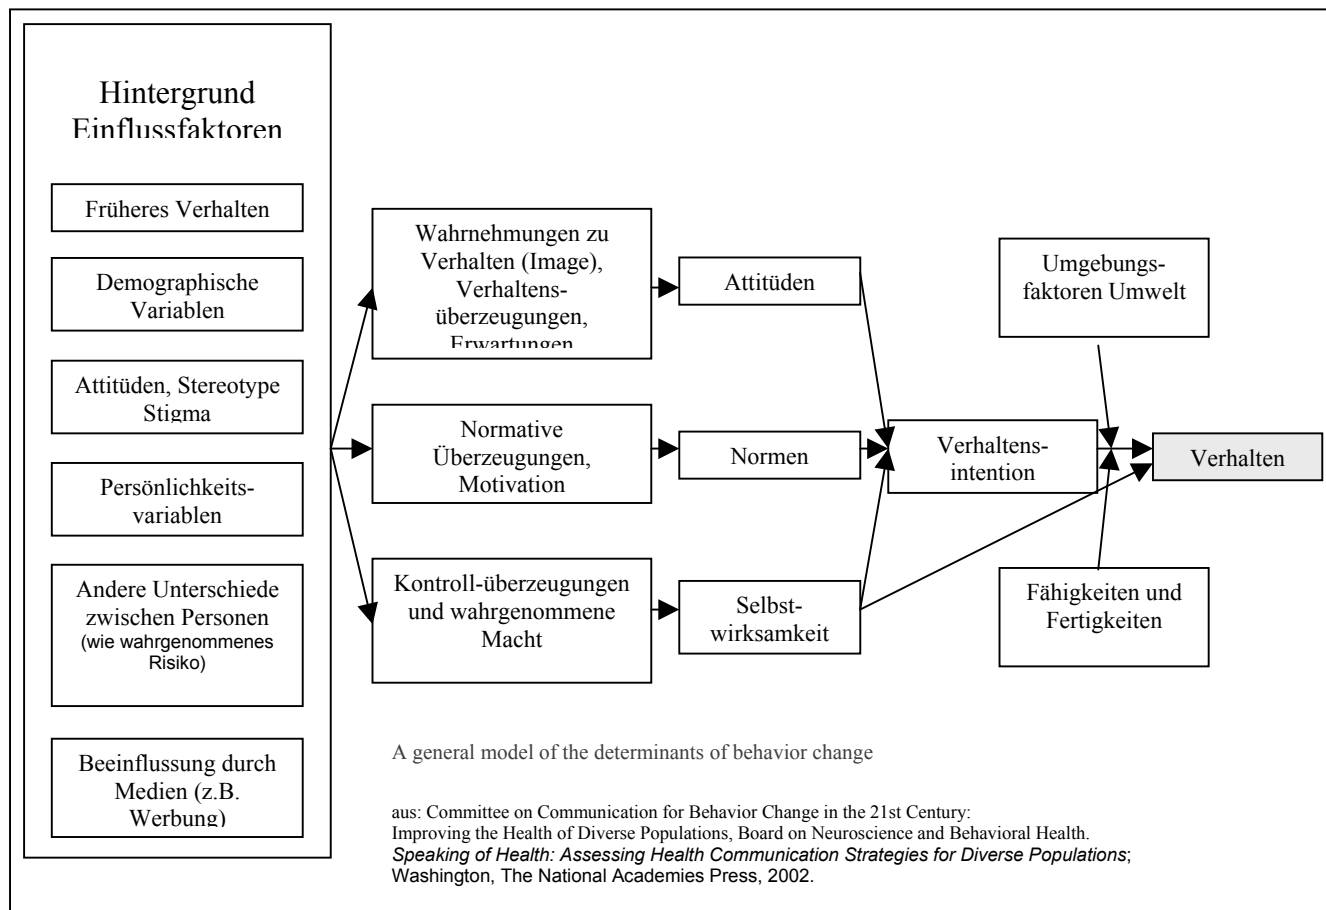 Hintergrund
Einflussfaktoren
Früheres Verhalten
Demographische
Variablen
Attitüden, Stereotype
Stigma
Persönlichkeits-
variablen
Andere Unterschiede
zwischen Personen
(wie wahrgenommenes
Risiko)
Beeinflussung durch
Medien (z.B.
Werbung)
Wahrnehmungen zu
Verhalten (Image),
Verhaltens-
überzeugungen,
Erwartungen
Normative
Überzeugungen,
Motivation
Kontroll-überzeugungen
und wahrgenommene
Macht
Attitüden
Normen
Selbst-
wirksamkeit
Verhaltens-
intention
Umgebungs-
faktoren Umwelt
Fähigkeiten und
Fertigkeiten
Verhalten
A general model of the determinants of behavior change
aus: Committee on Communication for Behavior Change in the 21st Century:
Improving the Health of Diverse Populations, Board on Neuroscience and Behavioral Health.
Speaking of Health: Assessing Health Communication Strategies for Diverse Populations;
Washington, The National Academies Press, 2002.